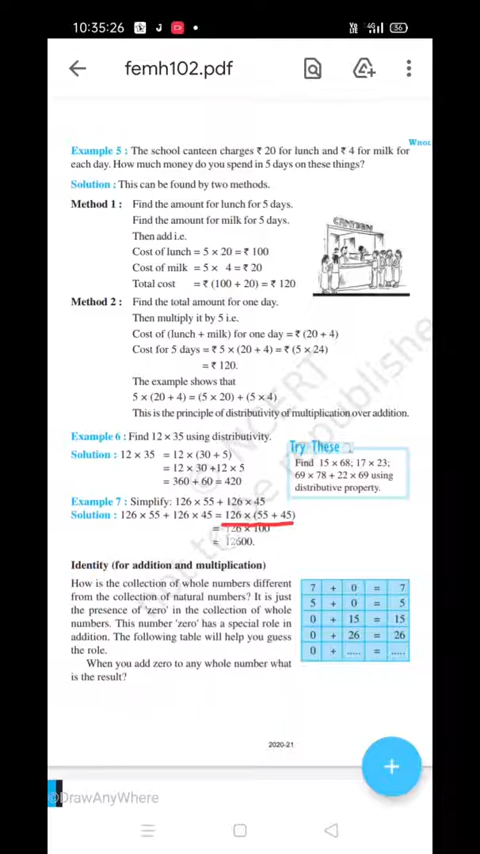 10:35:26 J Vo LTE 4G 56
femh102.pdf
WHOL
Example 5 : The school canteen charges ₹ 20 for lunch and ₹ 4 for milk for
each day. How much money do you spend in 5 days on these things?
Solution : This can be found by two methods.
Method 1 : Find the amount for lunch for 5 days.
Find the amount for milk for 5 days.
Then add i.e.
Cost of lunch = 5 × 20 = ₹ 100
Cost of milk = 5 × 4 = ₹ 20
Total cost = ₹ (100 + 20) = ₹ 120
CANTEEN
Method 2 : Find the total amount for one day.
Then multiply it by 5 i.e.
Cost of (lunch + milk) for one day = ₹ (20 + 4)
Cost for 5 days = ₹ 5 × (20 + 4) = ₹ (5 × 24)
= ₹ 120.
The example shows that
5 × (20 + 4) = (5 × 20) + (5 × 4)
This is the principle of distributivity of multiplication over addition.
Example 6 : Find 12 × 35 using distributivity.
Solution : 12 × 35 = 12 × (30 + 5)
= 12 × 30 +12 × 5
= 360 + 60 = 420
Try These
Find 15 × 68; 17 × 23;
69 × 78 + 22 × 69 using
distributive property.
Example 7 : Simplify: 126 × 55 + 126 × 45
Solution : 126 × 55 + 126 × 45 = 126 × (55 + 45)
= 126 × 100
= 12600.
Identity (for addition and multiplication)
How is the collection of whole numbers different
from the collection of natural numbers? It is just
the presence of 'zero' in the collection of whole
numbers. This number 'zero' has a special role in
addition. The following table will help you guess
the role.
When you add zero to any whole number what
is the result?
7 + 0 = 7
5 + 0 = 5
0 + 15 = 15
0 + 26 = 26
0 + ..... = .....
2020-21
@DrawAnyWhere